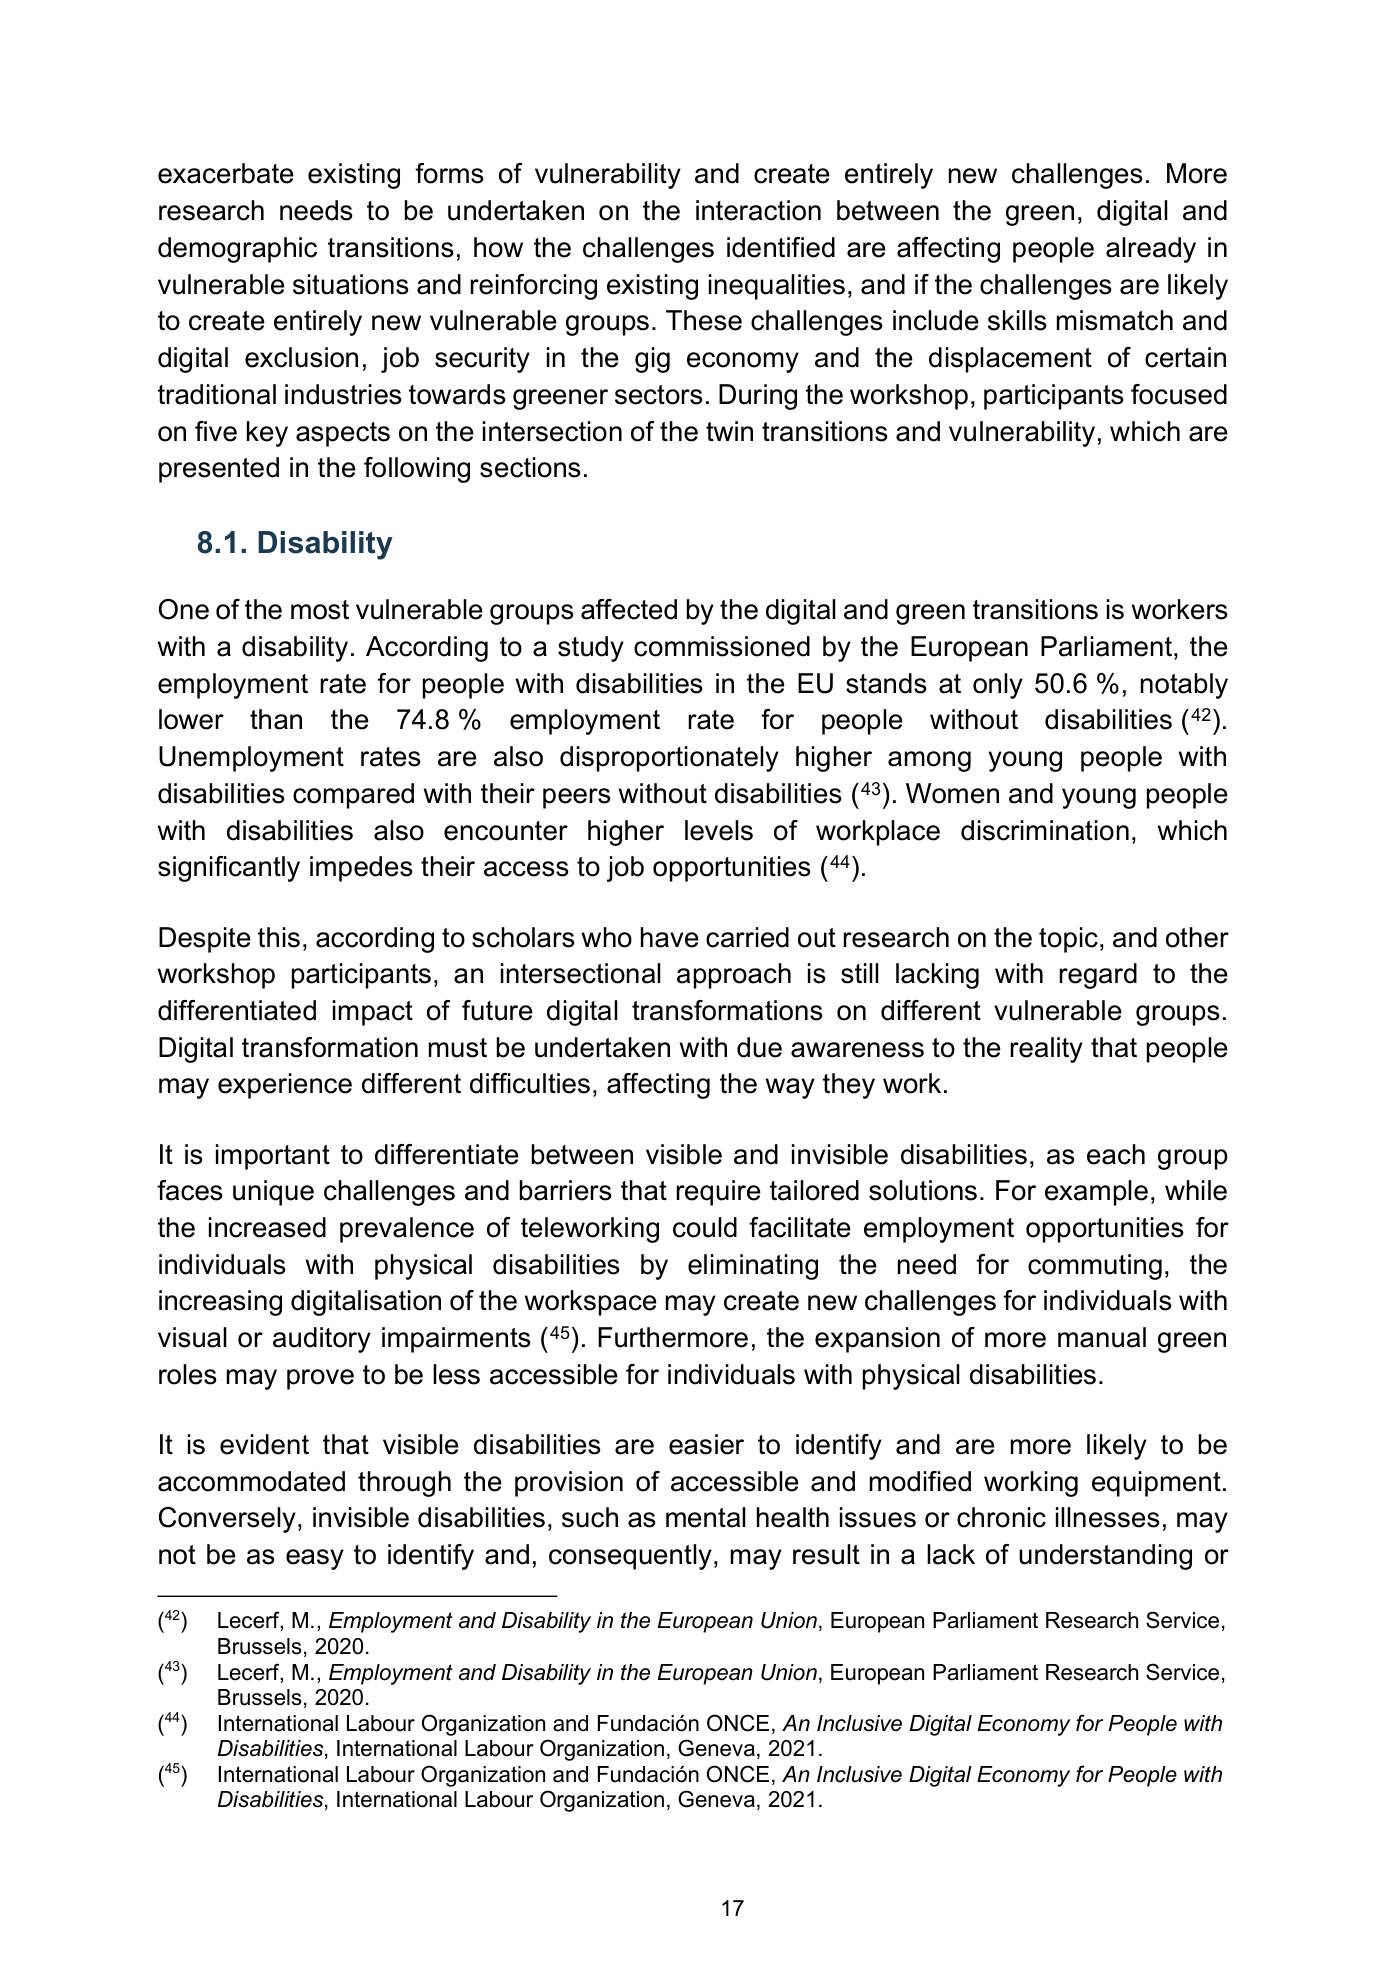 exacerbate existing forms of vulnerability and create entirely new challenges. More
research needs to be undertaken on the interaction between the green, digital and
demographic transitions, how the challenges identified are affecting people already in
vulnerable situations and reinforcing existing inequalities, and if the challenges are likely
to create entirely new vulnerable groups. These challenges include skills mismatch and
digital exclusion, job security in the gig economy and the displacement of certain
traditional industries towards greener sectors. During the workshop, participants focused
on five key aspects on the intersection of the twin transitions and vulnerability, which are
presented in the following sections.
8.1. Disability
One of the most vulnerable groups affected by the digital and green transitions is workers
with a disability. According to a study commissioned by the European Parliament, the
employment rate for people with disabilities in the EU stands at only 50.6 %, notably
lower than the 74.8 % employment rate for people without disabilities (42).
Unemployment rates are also disproportionately higher among young people with
disabilities compared with their peers without disabilities (43). Women and young people
with disabilities also encounter higher levels of workplace discrimination, which
significantly impedes their access to job opportunities (44).
Despite this, according to scholars who have carried out research on the topic, and other
workshop participants, an intersectional approach is still lacking with regard to the
differentiated impact of future digital transformations on different vulnerable groups.
Digital transformation must be undertaken with due awareness to the reality that people
may experience different difficulties, affecting the way they work.
It is important to differentiate between visible and invisible disabilities, as each group
faces unique challenges and barriers that require tailored solutions. For example, while
the increased prevalence of teleworking could facilitate employment opportunities for
individuals with physical disabilities by eliminating the need for commuting, the
increasing digitalisation of the workspace may create new challenges for individuals with
visual or auditory impairments (45). Furthermore, the expansion of more manual green
roles may prove to be less accessible for individuals with physical disabilities.
It is evident that visible disabilities are easier to identify and are more likely to be
accommodated through the provision of accessible and modified working equipment.
Conversely, invisible disabilities, such as mental health issues or chronic illnesses, may
not be as easy to identify and, consequently, may result in a lack of understanding or
(42) Lecerf, M., Employment and Disability in the European Union, European Parliament Research Service,
Brussels, 2020.
(43) Lecerf, M., Employment and Disability in the European Union, European Parliament Research Service,
Brussels, 2020.
(44) International Labour Organization and Fundación ONCE, An Inclusive Digital Economy for People with
Disabilities, International Labour Organization, Geneva, 2021.
(45) International Labour Organization and Fundación ONCE, An Inclusive Digital Economy for People with
Disabilities, International Labour Organization, Geneva, 2021.
17